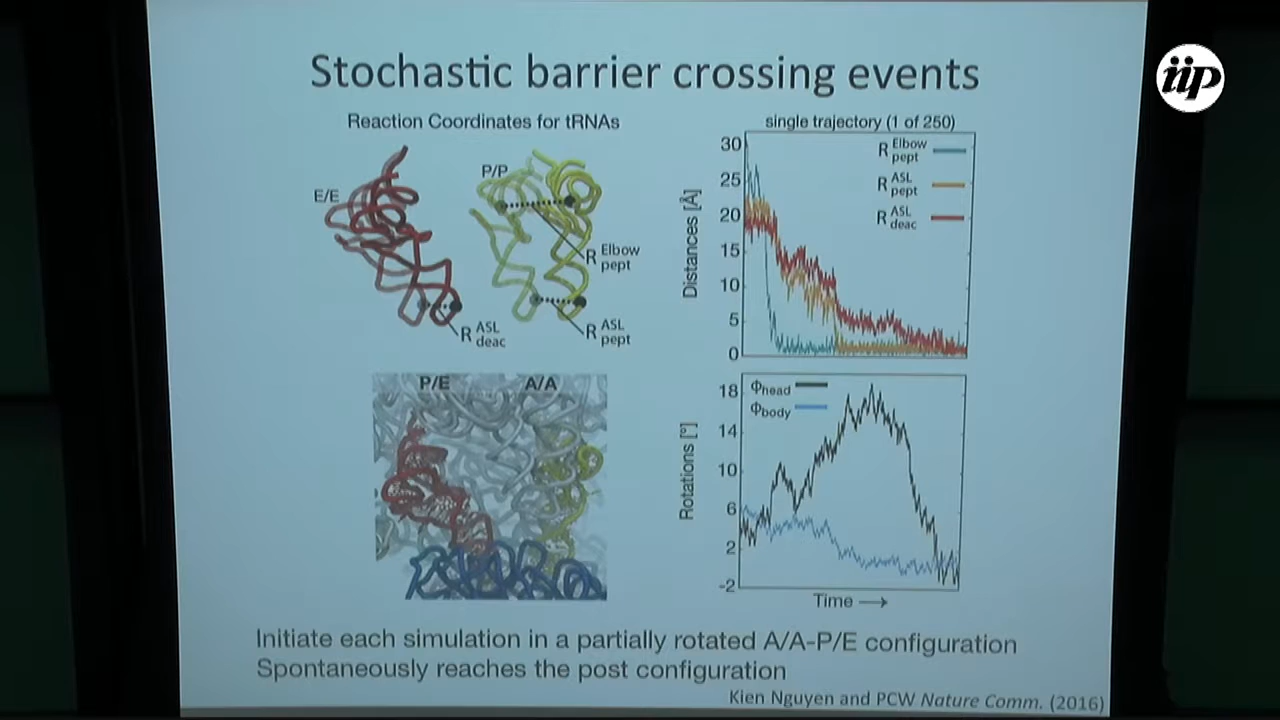 iip
Stochastic barrier crossing events
Reaction Coordinates for tRNAs
E/E
P/P
R Elbow pept
R ASL pept
R ASL deac
single trajectory (1 of 250)
R Elbow pept
R ASL pept
R ASL deac
Distances [Å]
30
25
20
15
10
5
0
P/E
A/A
Φhead
Φbody
Rotations [°]
18
14
10
6
2
-2
Time
Initiate each simulation in a partially rotated A/A-P/E configuration
Spontaneously reaches the post configuration
Kien Nguyen and PCW Nature Comm. (2016)